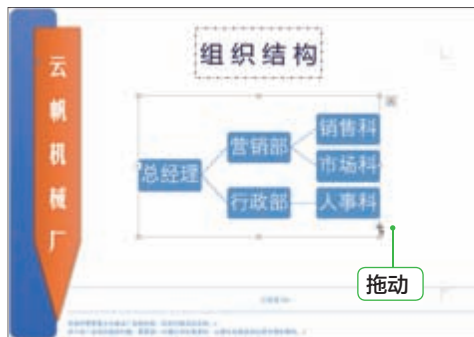 组织结构
云帆机械厂
销售科
营销部
市场科
总经理
行政部
人事科
拖动